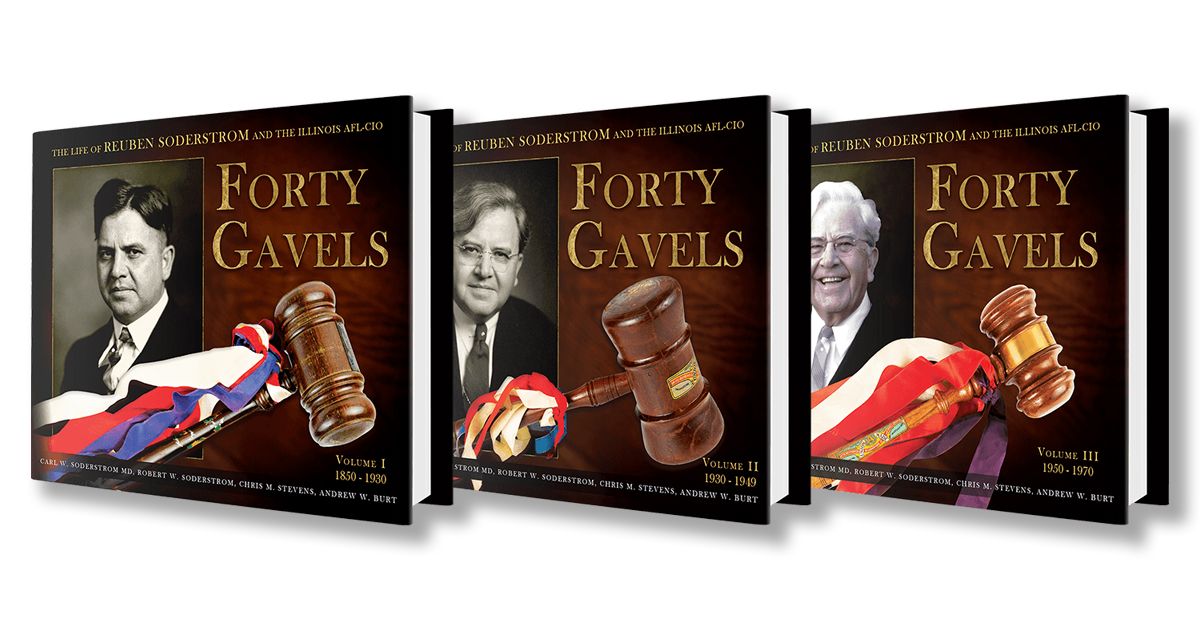 THE LIFE OF REUBEN SODERSTROM AND THE ILLINOIS AFL-CIO
FORTY
GAVELS
VOLUME I
1850 - 1930
CARL W. SODERSTROM MD, ROBERT W. SODERSTROM, CHRIS M. STEVENS, ANDREW W. BURT
OF REUBEN SODERSTROM AND THE ILLINOIS AFL-CIO
FORTY
GAVELS
VOLUME II
1930 - 1949
STROM MD, ROBERT W. SODERSTROM, CHRIS M. STEVENS, ANDREW W. BURT
OF REUBEN SODERSTROM AND THE ILLINOIS AFL-CIO
FORTY
GAVELS
VOLUME III
1950 - 1970
STROM MD, ROBERT W. SODERSTROM, CHRIS M. STEVENS, ANDREW W. BURT